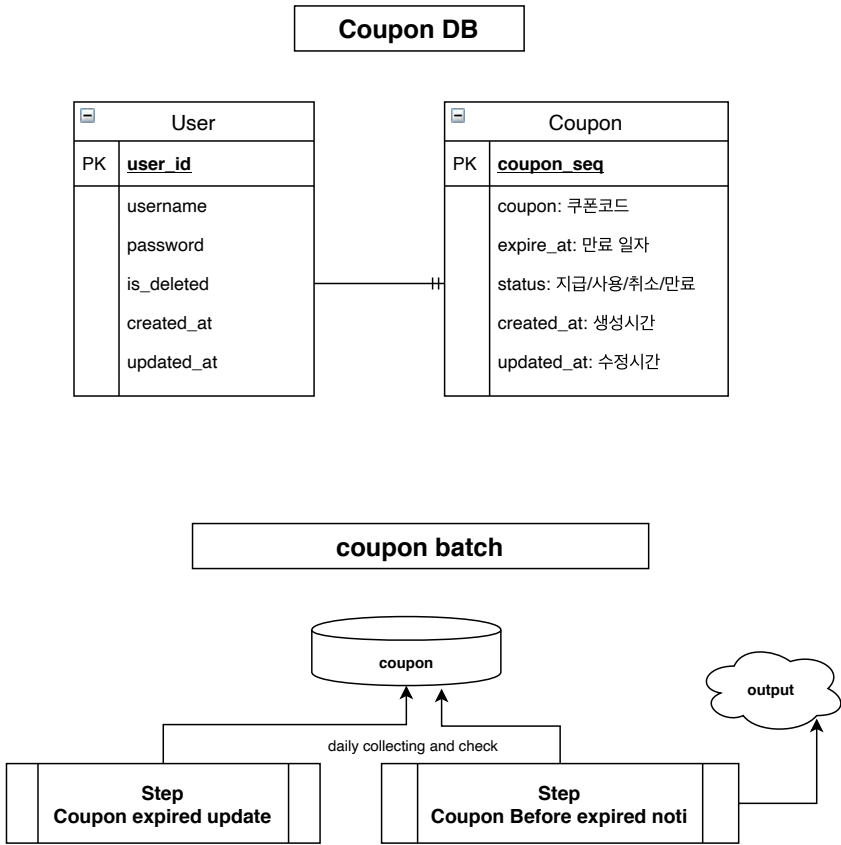 Coupon DB
User
PK user_id
username
password
is_deleted
created_at
updated_at
Coupon
PK coupon_seq
coupon: 쿠폰코드
expire_at: 만료 일자
status: 지급/사용/취소/만료
created_at: 생성시간
updated_at: 수정시간
coupon batch
coupon
output
daily collecting and check
Step
Coupon expired update
Step
Coupon Before expired noti